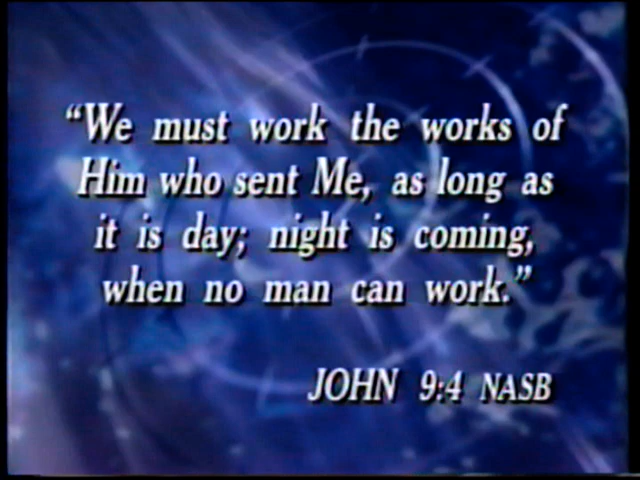 “We must work the works of
Him who sent Me, as long as
it is day; night is coming,
when no man can work.”
JOHN 9:4 NASB